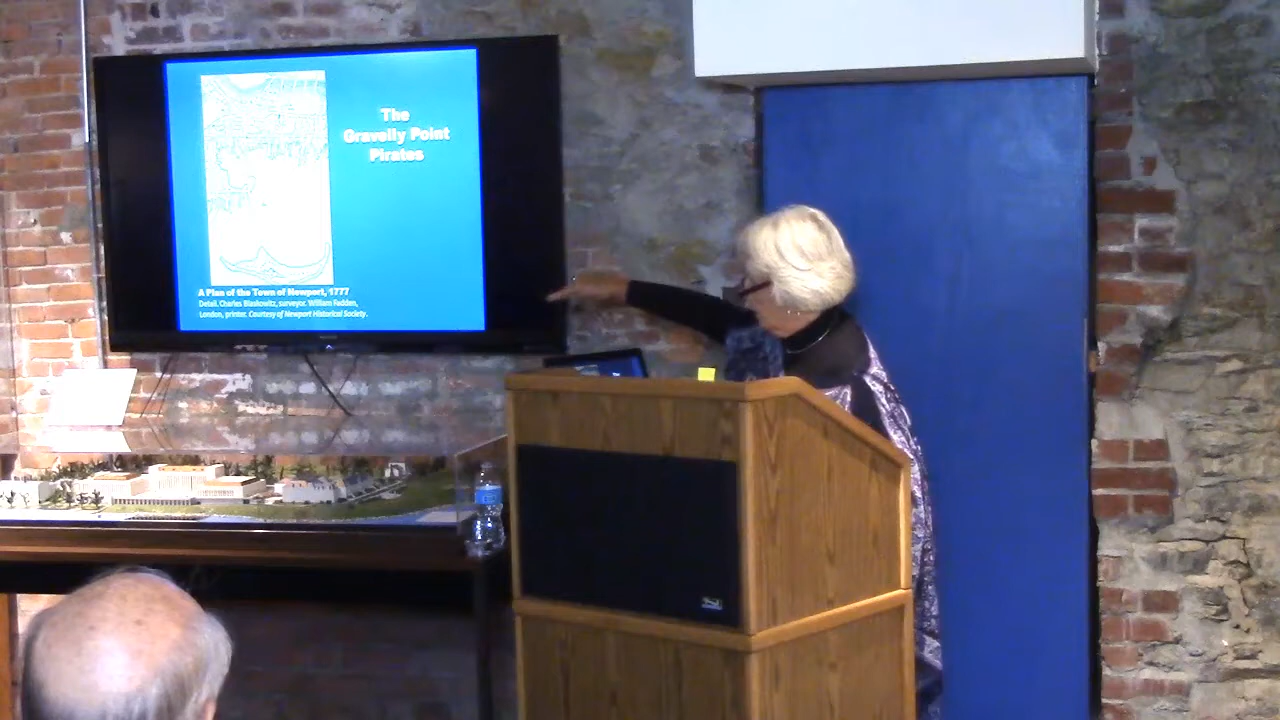 The
Gravelly Point
Pirates
A Plan of the Town of Newport, 1777
Detail. Charles Blaskowitz, surveyor. William Fadden,
London, printer. Courtesy of Newport Historical Society.